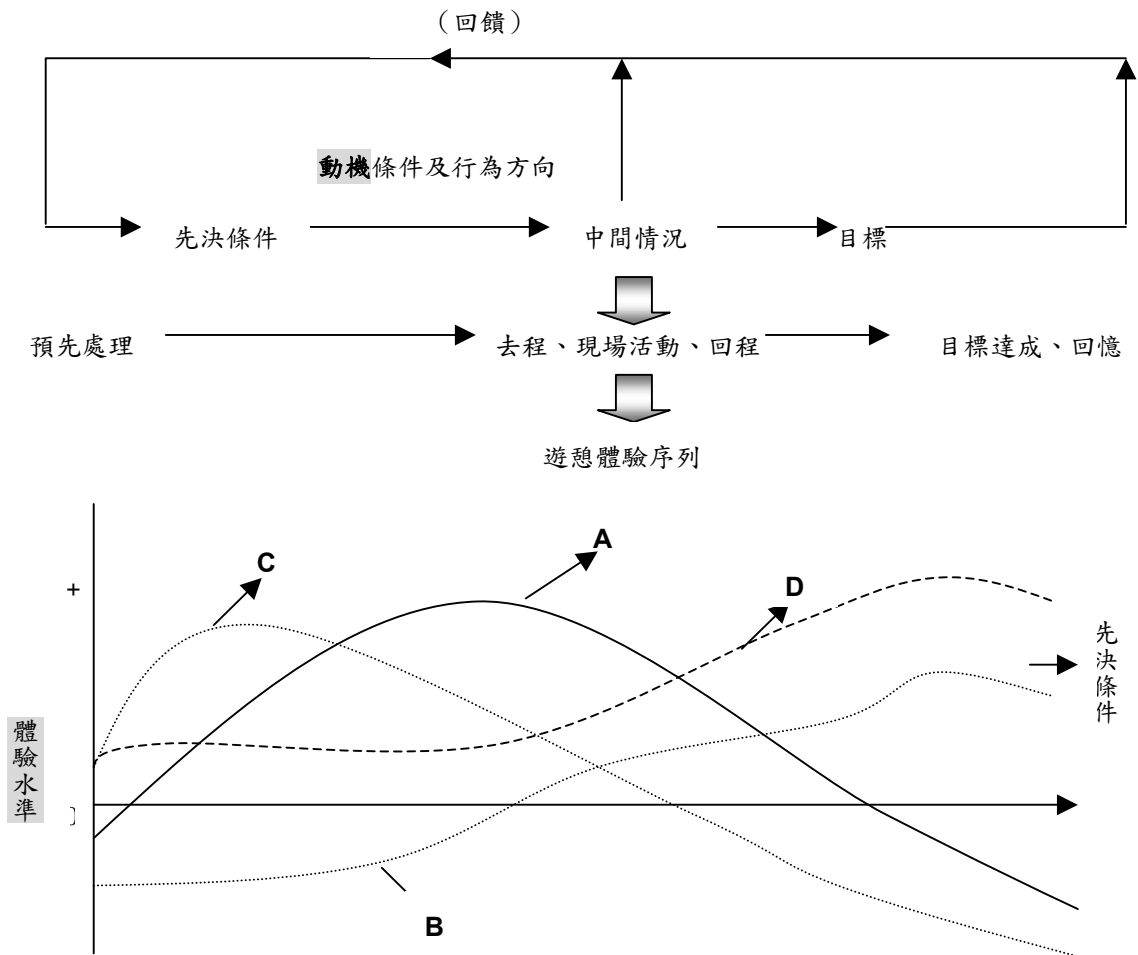 （回饋）
動機條件及行為方向
先決條件 中間情況 目標
預先處理 去程、現場活動、回程 目標達成、回憶
遊憩體驗序列
C A
+ D
先決條件
體驗水準
B